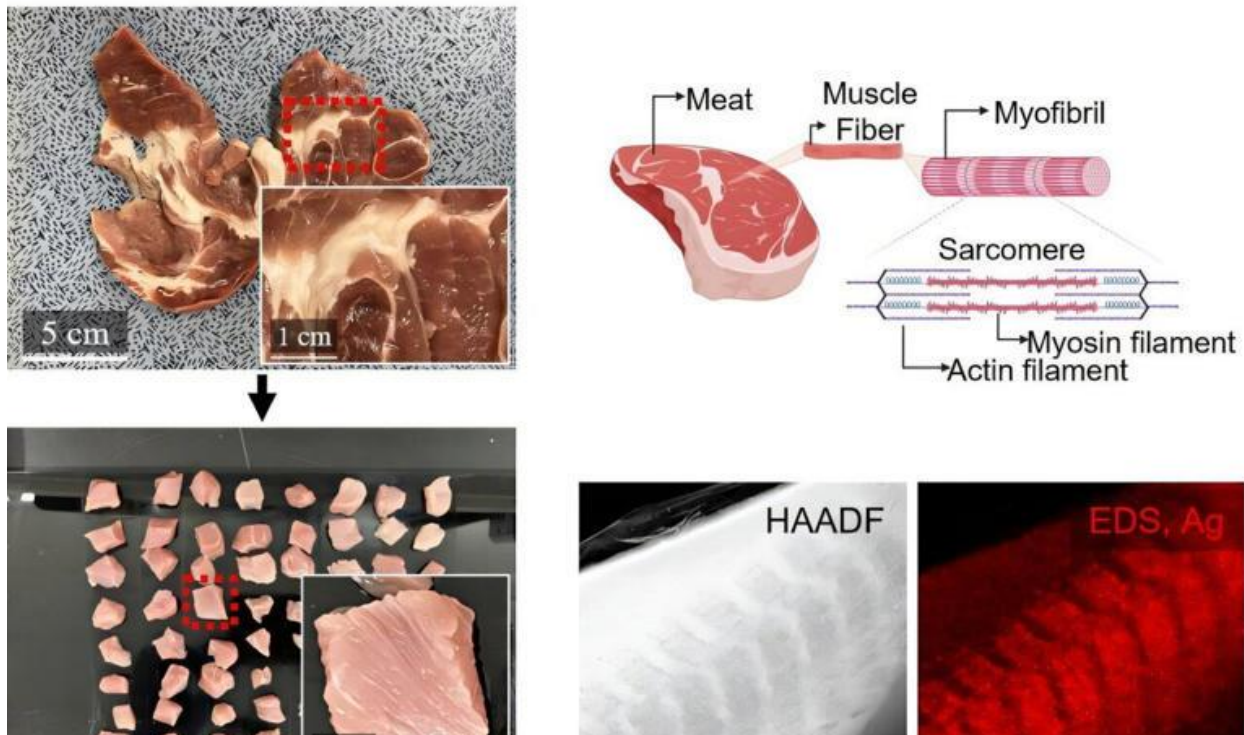 5 cm
1 cm
Meat
Muscle
Fiber
Myofibril
Sarcomere
Myosin filament
Actin filament
HAADF
EDS, Ag